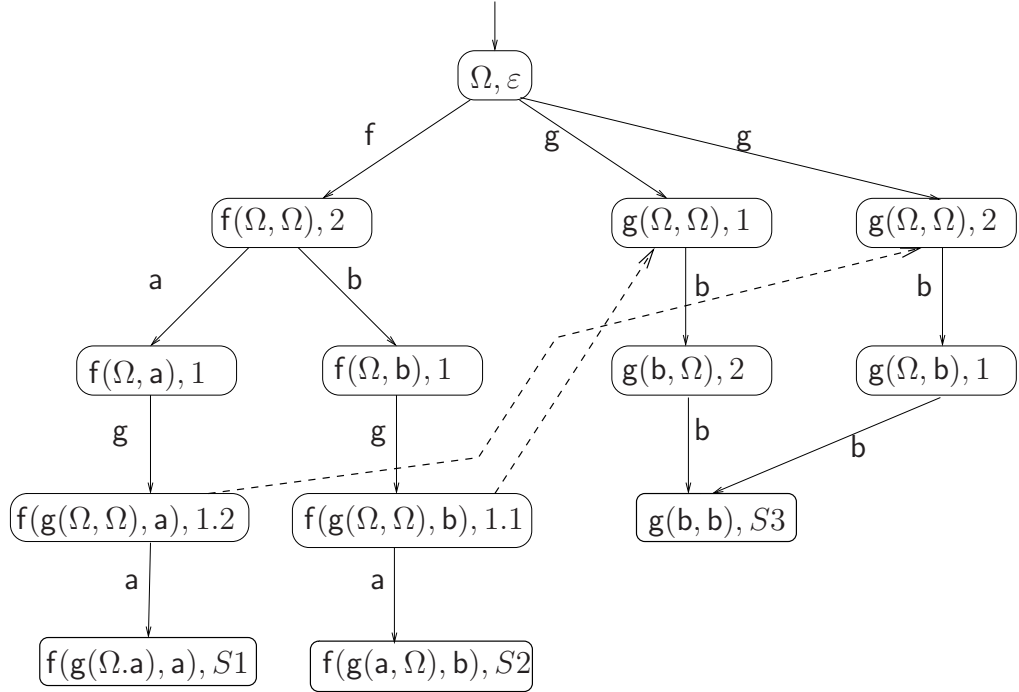 Ω, ε
f g g
f(Ω, Ω), 2 g(Ω, Ω), 1 g(Ω, Ω), 2
a b b b
f(Ω, a), 1 f(Ω, b), 1 g(b, Ω), 2 g(Ω, b), 1
g g b b
f(g(Ω, Ω), a), 1.2 f(g(Ω, Ω), b), 1.1 g(b, b), S3
a a
f(g(Ω.a), a), S1 f(g(a, Ω), b), S2